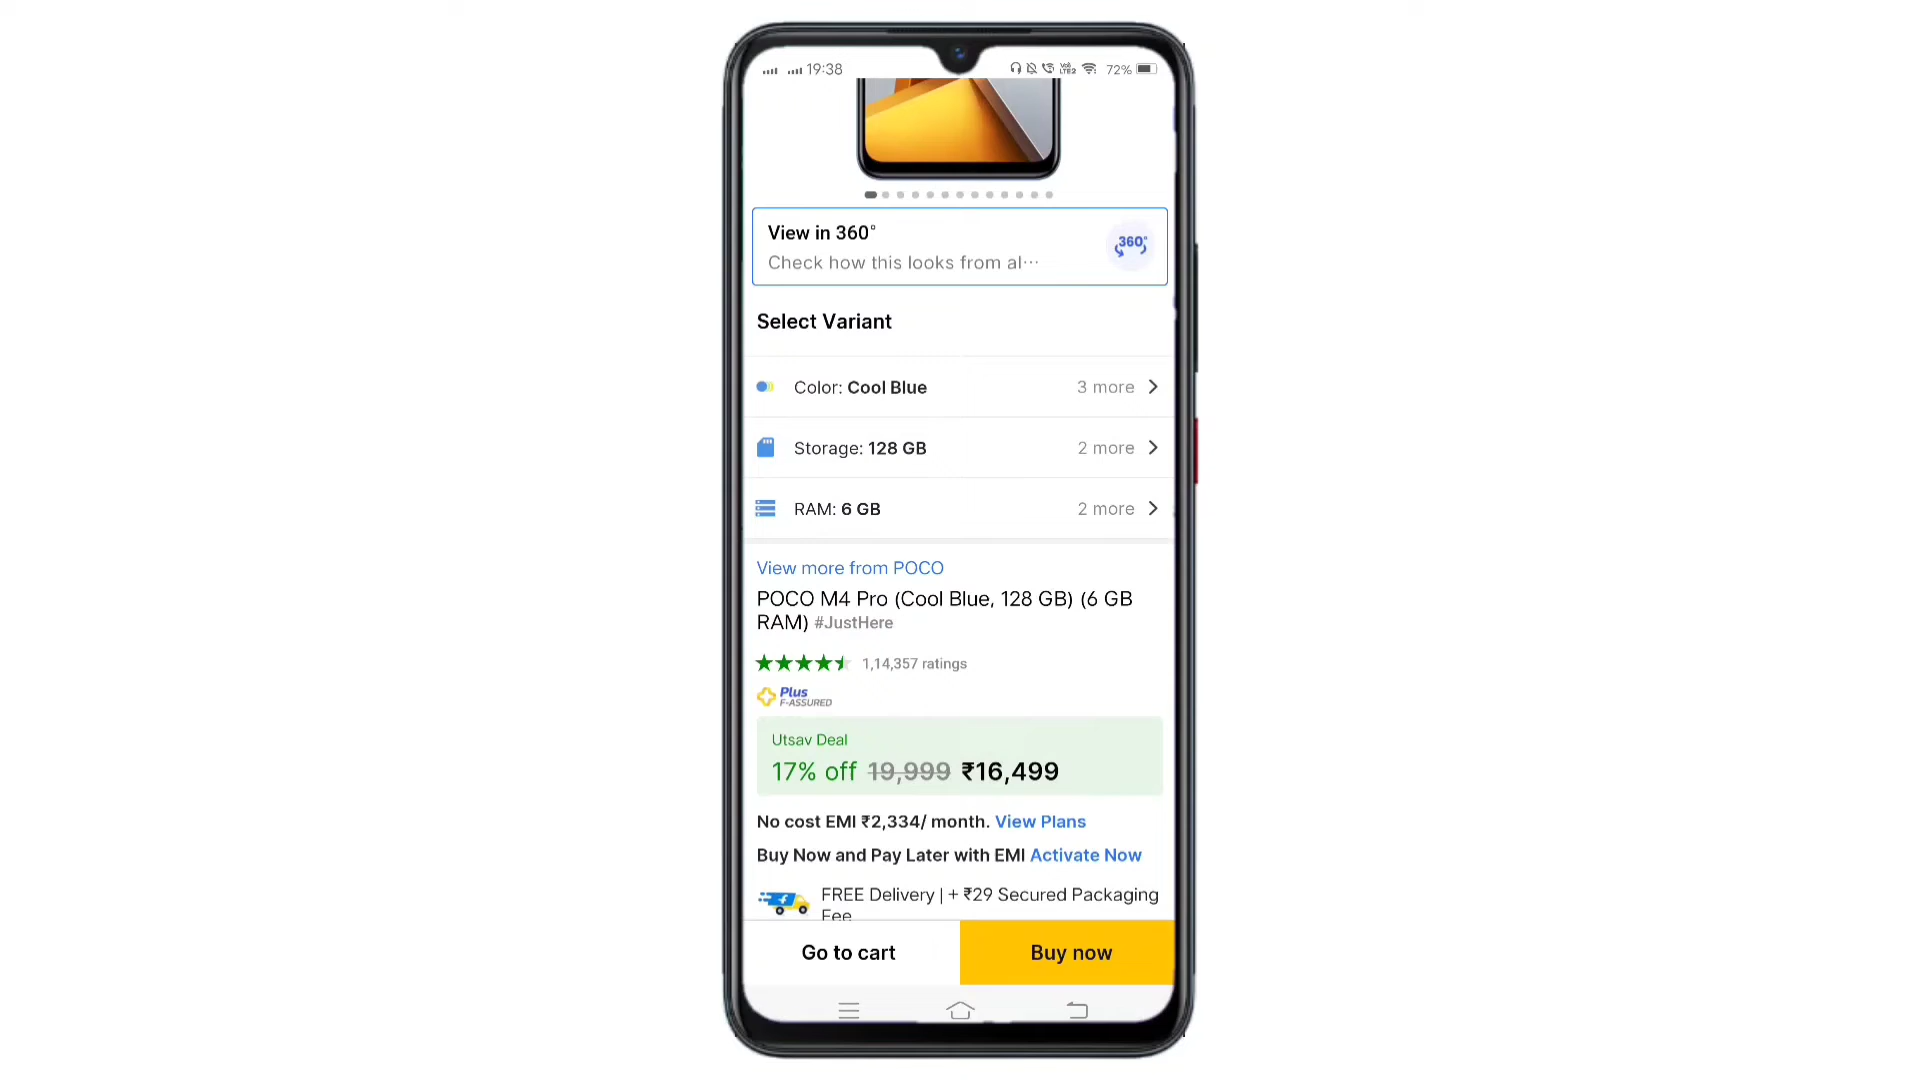 19:38 VoI LTE2 72%
View in 360°
Check how this looks from al...
360°
Select Variant
Color: Cool Blue 3 more
Storage: 128 GB 2 more
RAM: 6 GB 2 more
View more from POCO
POCO M4 Pro (Cool Blue, 128 GB) (6 GB
RAM) #JustHere
1,14,357 ratings
Plus
F-ASSURED
Utsav Deal
17% off 19,999 ₹16,499
No cost EMI ₹2,334/ month. View Plans
Buy Now and Pay Later with EMI Activate Now
FREE Delivery | + ₹29 Secured Packaging
Fee
Go to cart Buy now